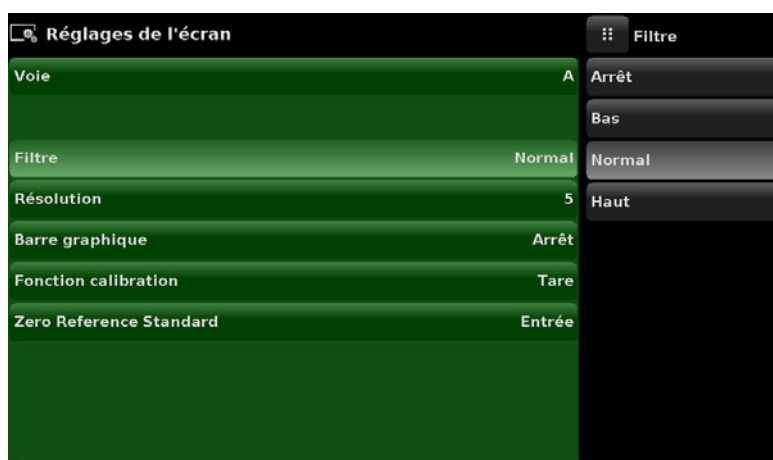 Réglages de l'écran
Voie A
Filtre Normal
Résolution 5
Barre graphique Arrêt
Fonction calibration Tare
Zero Reference Standard Entrée
Filtre
Arrêt
Bas
Normal
Haut